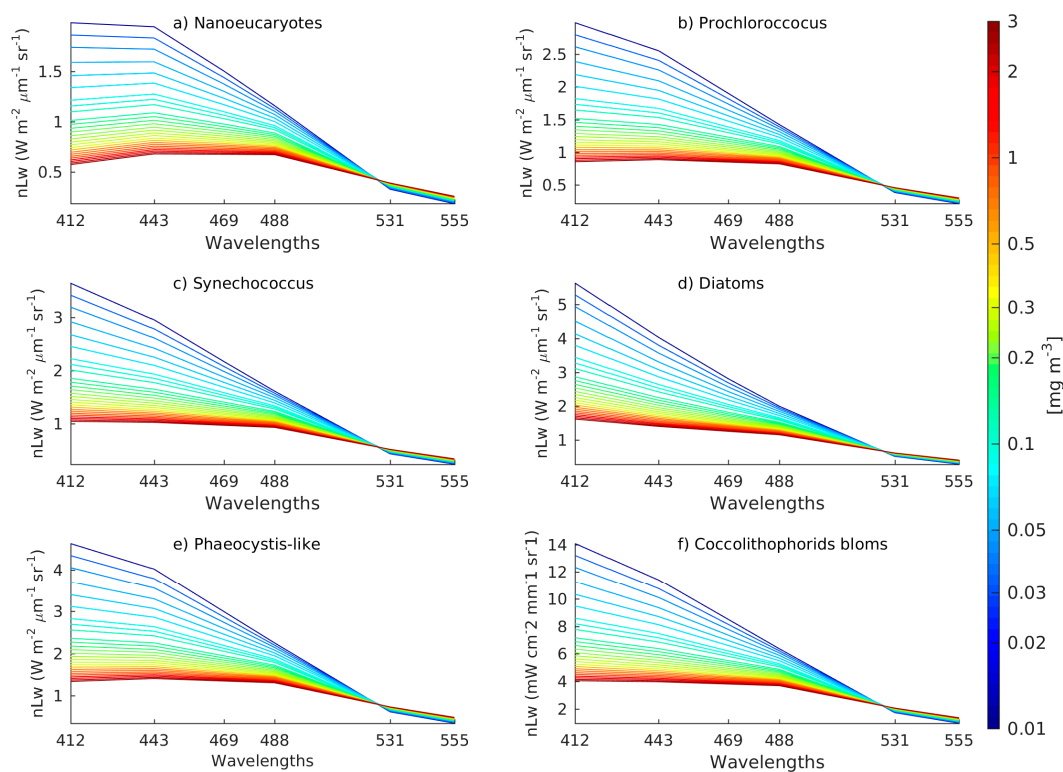 a) Nanoeucaryotes
nLw (W m-2 μm-1 sr-1)
1.5
1
0.5
412 443 469 488 531 555
Wavelengths
b) Prochloroccocus
nLw (W m-2 μm-1 sr-1)
2.5
2
1.5
1
0.5
412 443 469 488 531 555
Wavelengths
c) Synechococcus
nLw (W m-2 μm-1 sr-1)
3
2
1
412 443 469 488 531 555
Wavelengths
d) Diatoms
nLw (W m-2 μm-1 sr-1)
5
4
3
2
1
412 443 469 488 531 555
Wavelengths
e) Phaeocystis-like
nLw (W m-2 μm-1 sr-1)
4
3
2
1
412 443 469 488 531 555
Wavelengths
f) Coccolithophorids bloms
nLw (mW cm-2 mm-1 sr-1)
14
12
10
8
6
4
2
412 443 469 488 531 555
Wavelengths
3
2
1
0.5
0.3
0.2
0.1
0.05
0.03
0.02
0.01
[mg m-3]